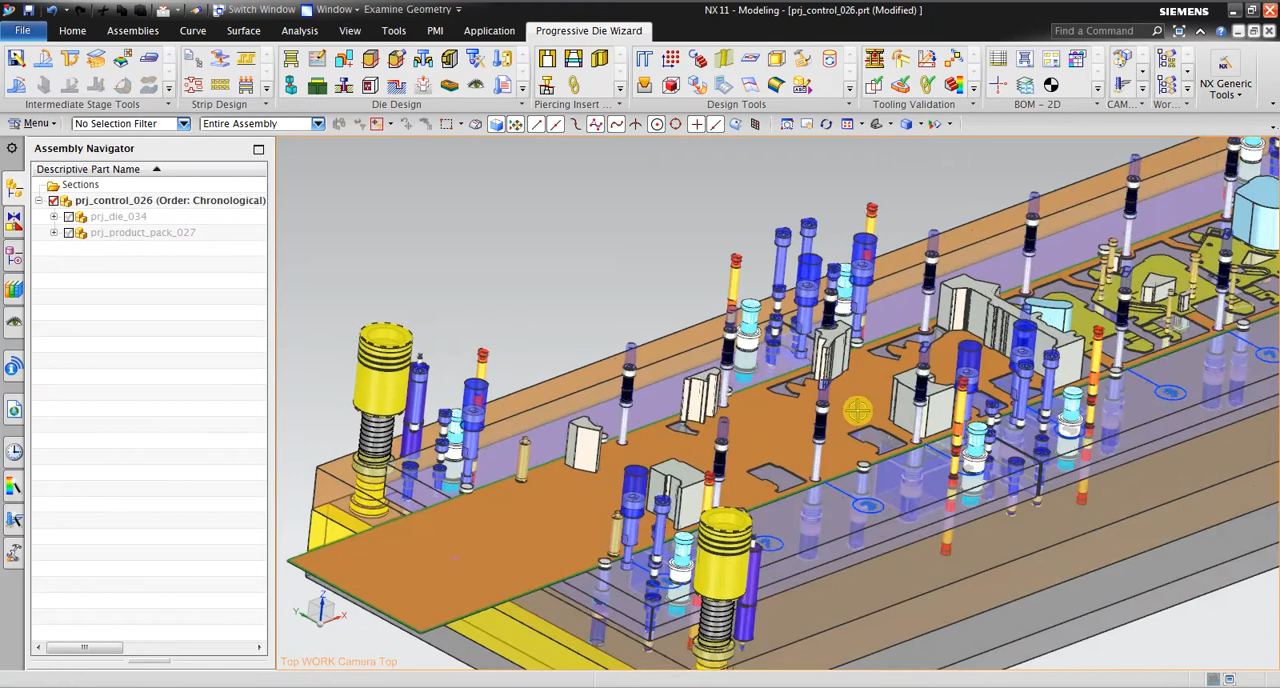 Switch Window Window Examine Geometry NX 11 - Modeling - [prj_control_026.prt (Modified) ] SIEMENS
File Home Assemblies Curve Surface Analysis View Tools PMI Application Progressive Die Wizard Find a Command
NX Generic
Tools
Intermediate Stage Tools Strip Design Die Design Piercing Insert ... Design Tools Tooling Validation BOM - 2D CAM... Wor...
Menu No Selection Filter Entire Assembly
Assembly Navigator
Descriptive Part Name
Sections
prj_control_026 (Order: Chronological)
prj_die_034
prj_product_pack_027
Z
Y
X
Top WORK Camera Top